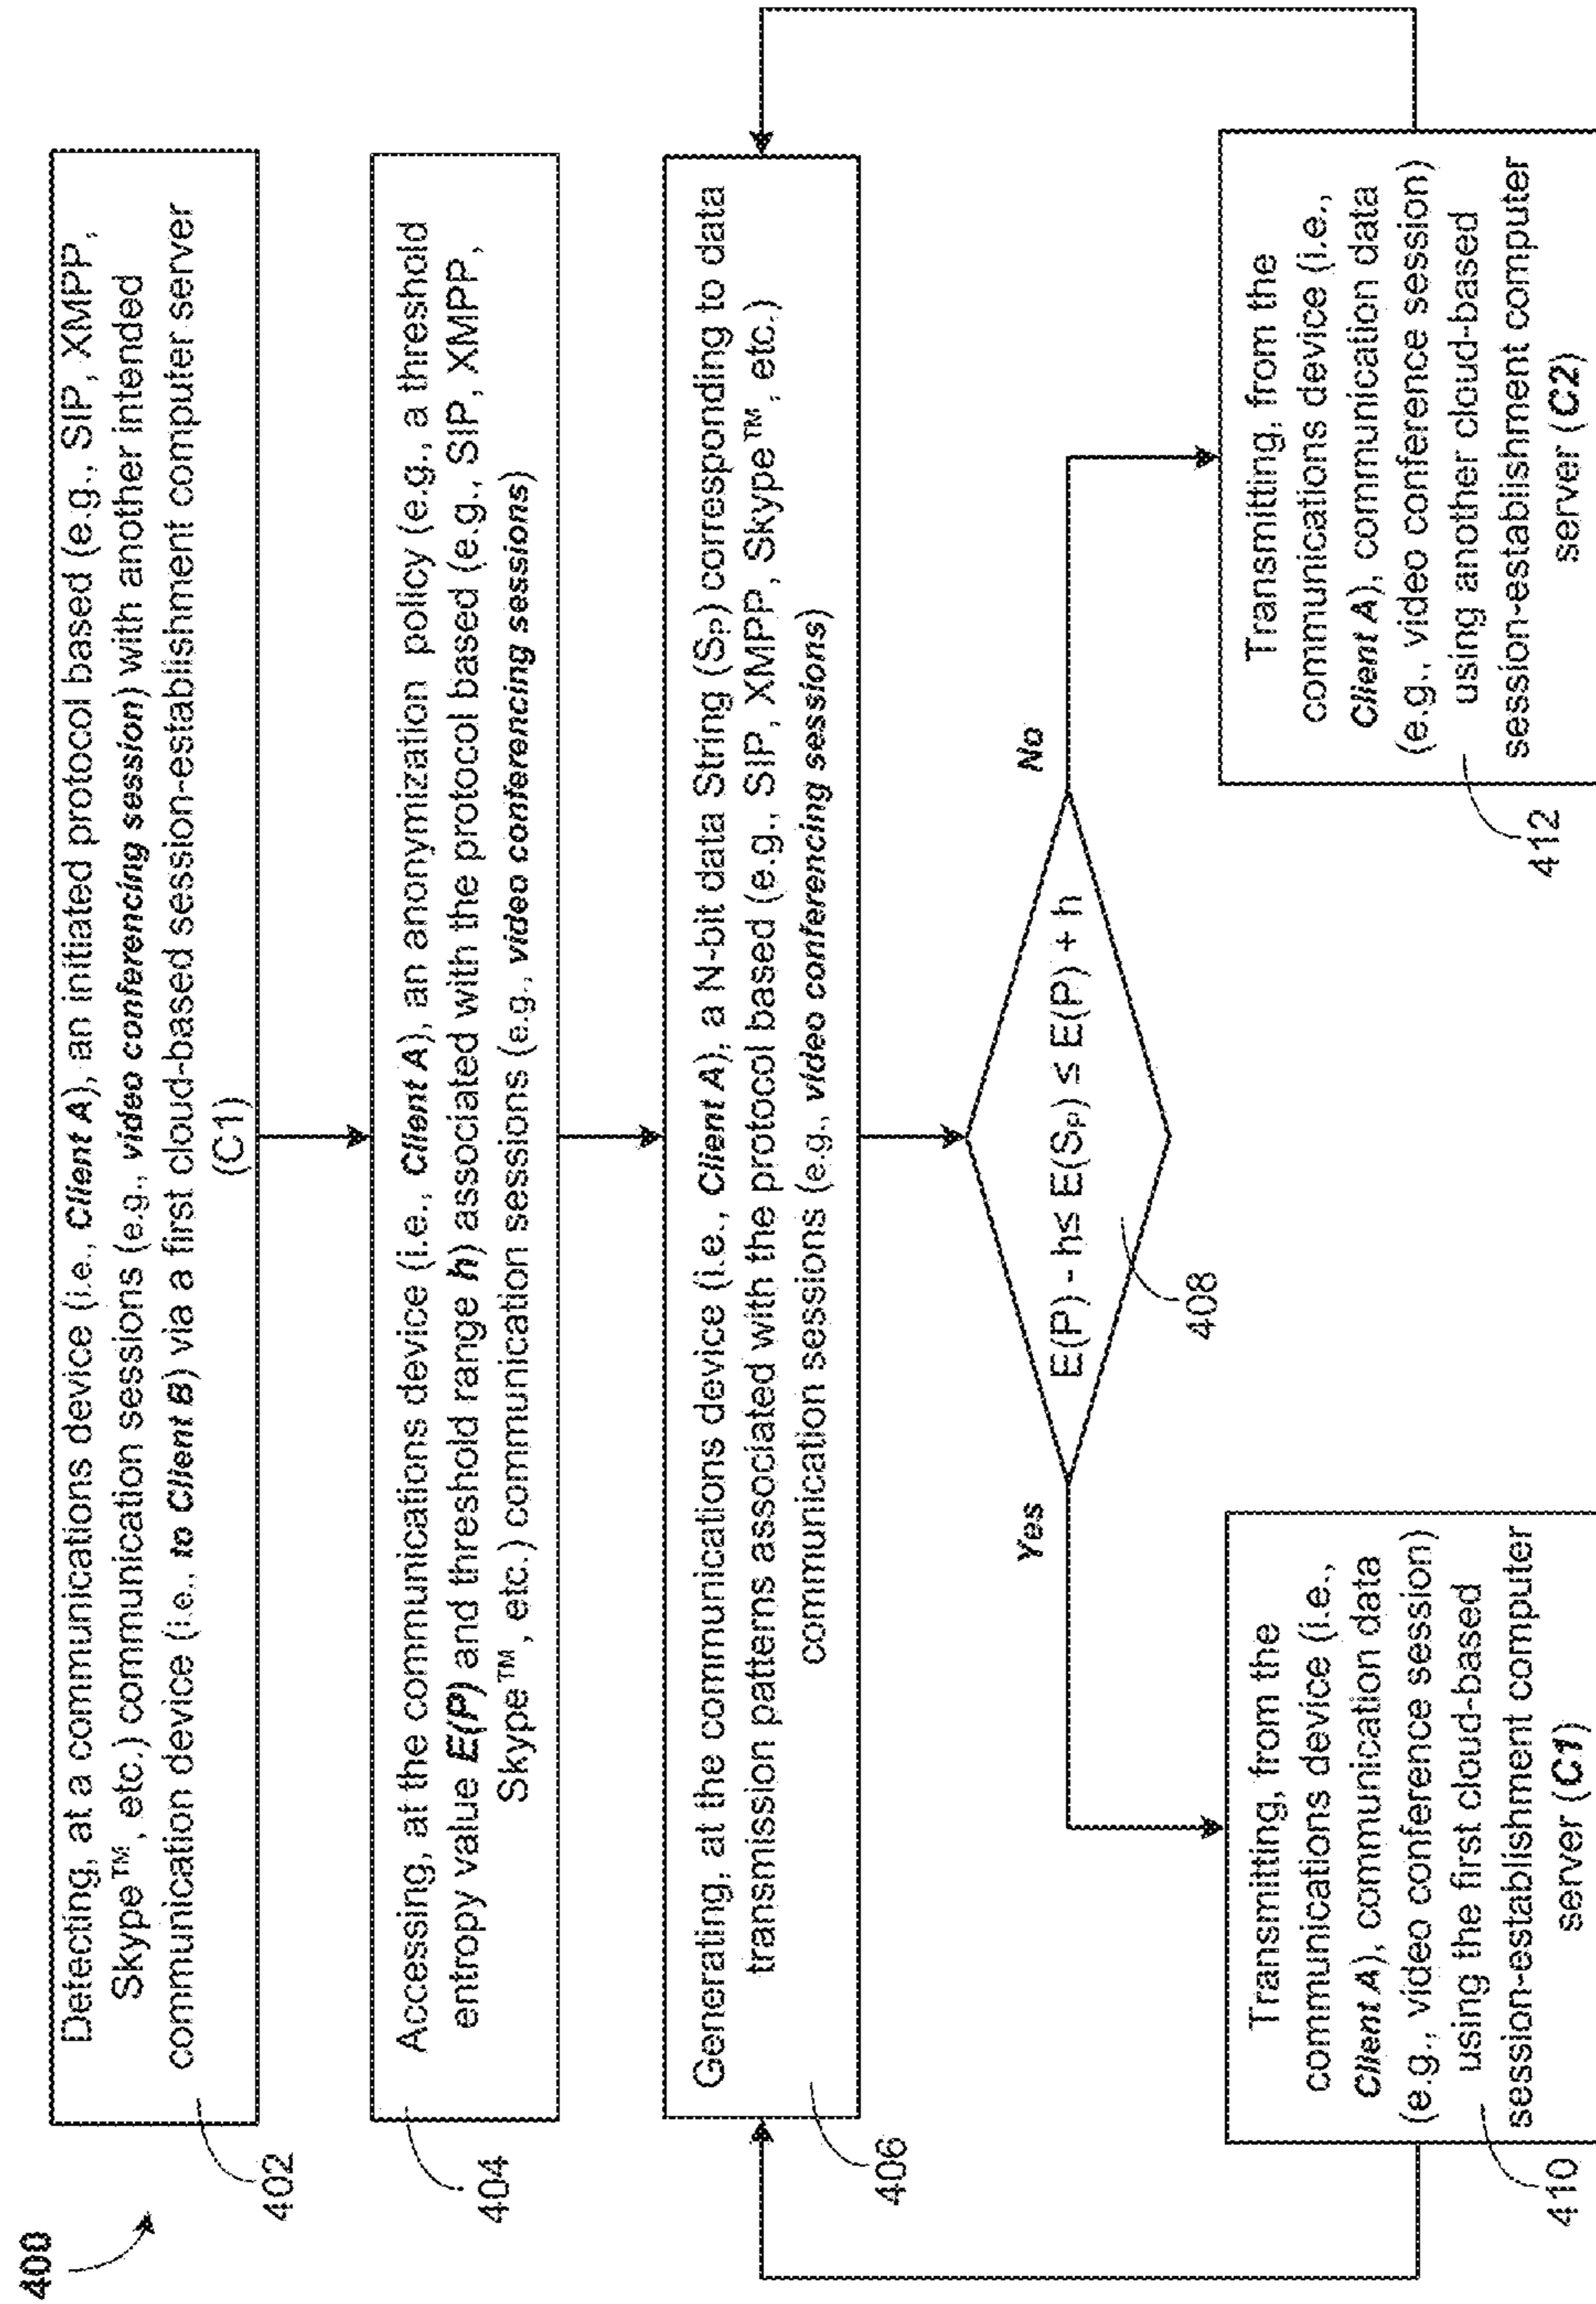 400
Detecting, at a communications device (i.e., Client A), an initiated protocol based (e.g., SIP, XMPP,
Skype™, etc.) communication sessions (e.g., video conferencing session) with another intended
communication device (i.e., to Client B) via a first cloud-based session-establishment computer server
(C1)
402
Accessing, at the communications device (i.e., Client A), an anonymization policy (e.g., a threshold
entropy value E(P) and threshold range h) associated with the protocol based (e.g., SIP, XMPP,
Skype™, etc.) communication sessions (e.g., video conferencing sessions)
404
Generating, at the communications device (i.e., Client A), a N-bit data String (Sp) corresponding to data
transmission patterns associated with the protocol based (e.g., SIP, XMPP, Skype™, etc.)
communication sessions (e.g., video conferencing sessions)
406
E(P) - h≤ E(Sp) ≤ E(P) + h
408
Yes
No
Transmitting, from the
communications device (i.e.,
Client A), communication data
(e.g., video conference session)
using the first cloud-based
session-establishment computer
server (C1)
410
Transmitting, from the
communications device (i.e.,
Client A), communication data
(e.g., video conference session)
using another cloud-based
session-establishment computer
server (C2)
412